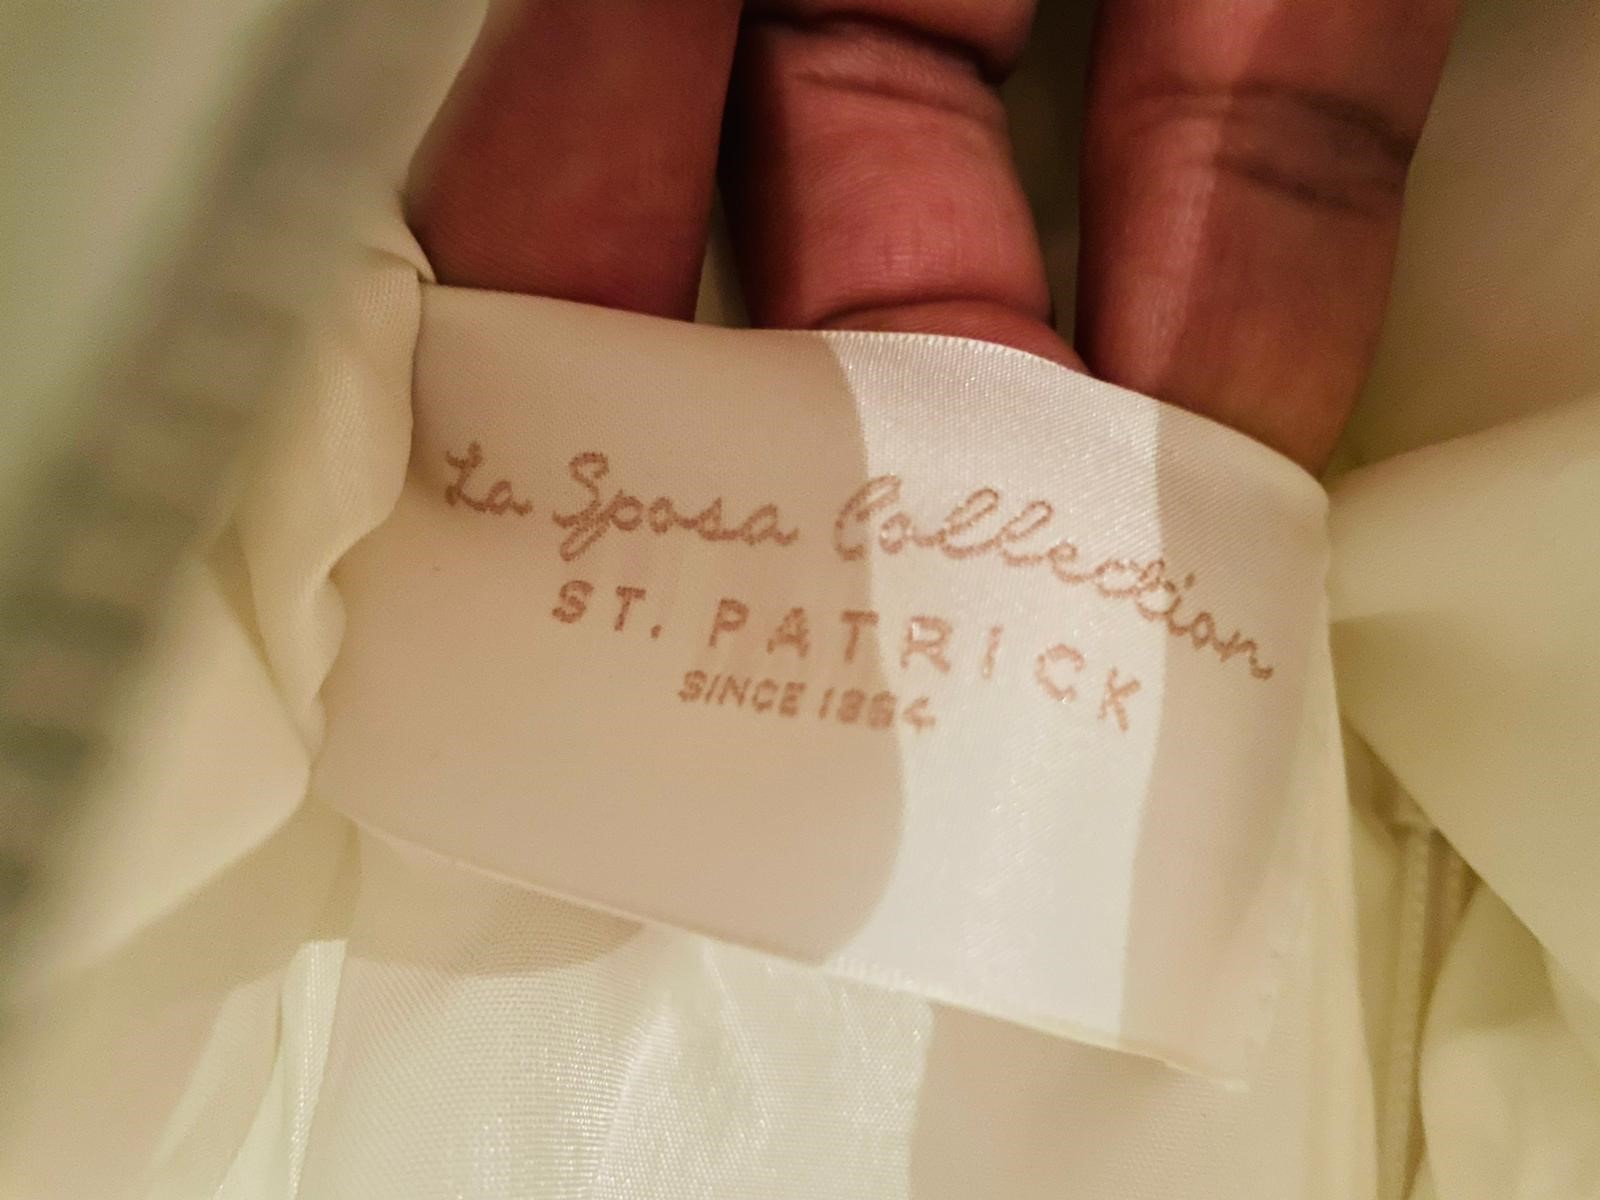 La Sposa Collection
ST. PATRICK
SINCE 1964